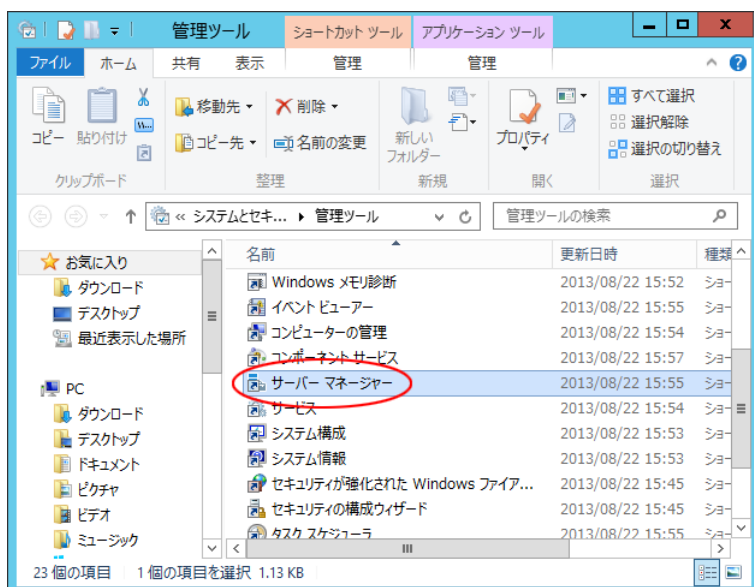 管理ツール ショートカット ツール アプリケーション ツール
ファイル ホーム 共有 表示 管理 管理
コピー 貼り付け 移動先 コピー先 削除 名前の変更 新しい フォルダー プロパティ すべて選択 選択解除 選択の切り替え
クリップボード 整理 新規 開く 選択
« システムとセキ... 管理ツール 管理ツールの検索
名前 更新日時 種類
お気に入り
ダウンロード
デスクトップ
最近表示した場所
PC
ダウンロード
デスクトップ
ドキュメント
ピクチャ
ビデオ
ミュージック
Windows メモリ診断 2013/08/22 15:52 ショー
イベント ビューアー 2013/08/22 15:55 ショー
コンピューターの管理 2013/08/22 15:54 ショー
コンポーネント サービス 2013/08/22 15:57 ショー
サーバー マネージャー 2013/08/22 15:55 ショー
サービス 2013/08/22 15:54 ショー
システム構成 2013/08/22 15:53 ショー
システム情報 2013/08/22 15:53 ショー
セキュリティが強化された Windows ファイア... 2013/08/22 15:45 ショー
セキュリティの構成ウィザード 2013/08/22 15:45 ショー
タスク スケジューラ 2013/08/22 15:55 ショー
23 個の項目 1 個の項目を選択 1.13 KB